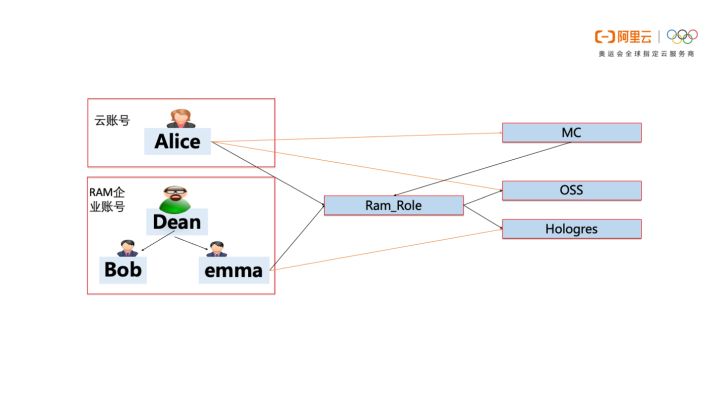 阿里云
奥运会全球指定云服务商
云账号
Alice
RAM企
业账号
Dean
Bob
emma
Ram_Role
MC
OSS
Hologres